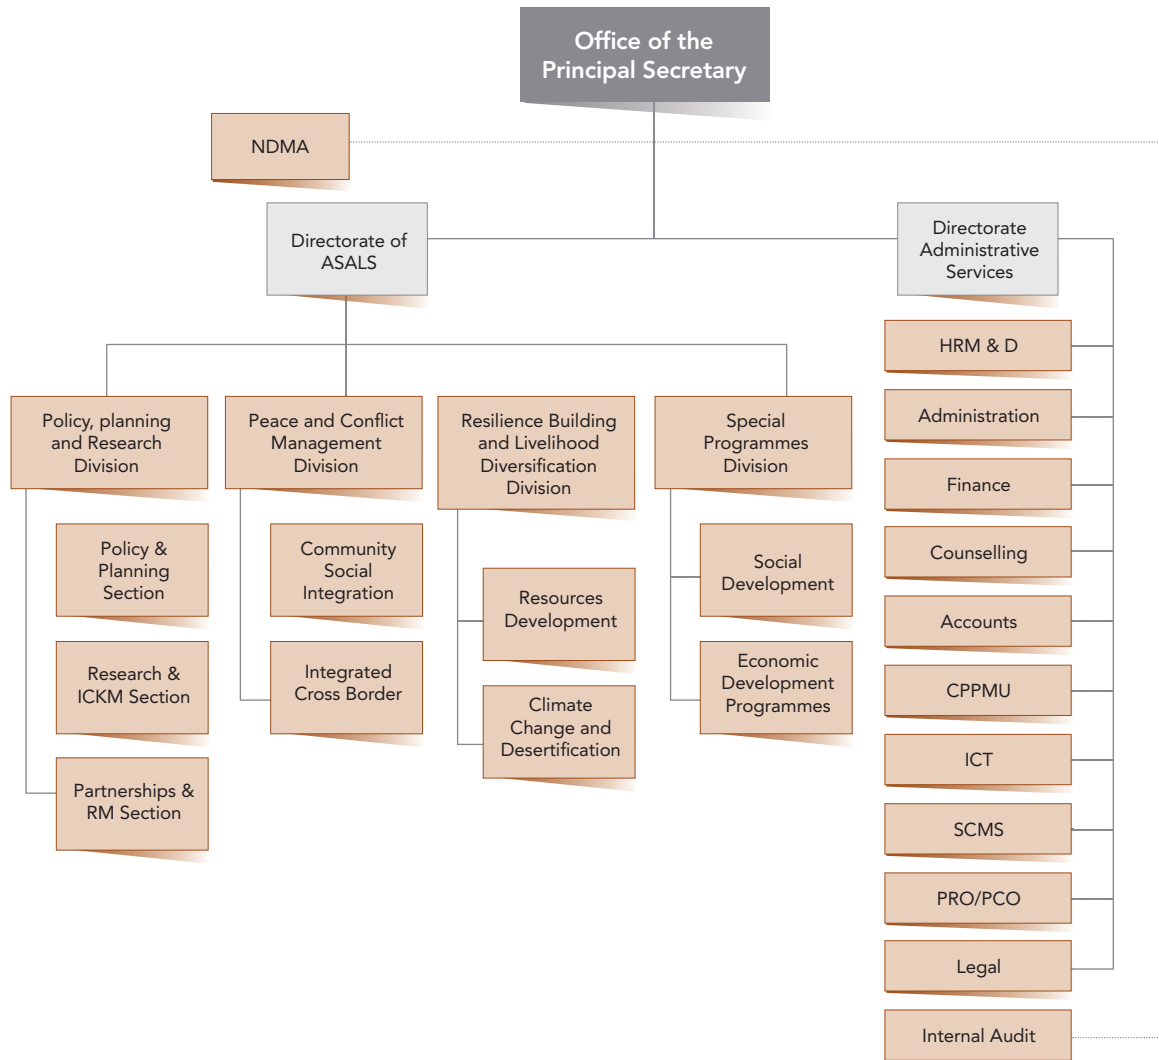 Office of the
Principal Secretary
NDMA
Directorate of
ASALS
Directorate
Administrative
Services
HRM & D
Administration
Finance
Counselling
Accounts
CPPMU
ICT
SCMS
PRO/PCO
Legal
Internal Audit
Policy, planning
and Research
Division
Policy &
Planning
Section
Research &
ICKM Section
Partnerships &
RM Section
Peace and Conflict
Management
Division
Community
Social
Integration
Integrated
Cross Border
Resilience Building
and Livelihood
Diversification
Division
Resources
Development
Climate
Change and
Desertification
Special
Programmes
Division
Social
Development
Economic
Development
Programmes